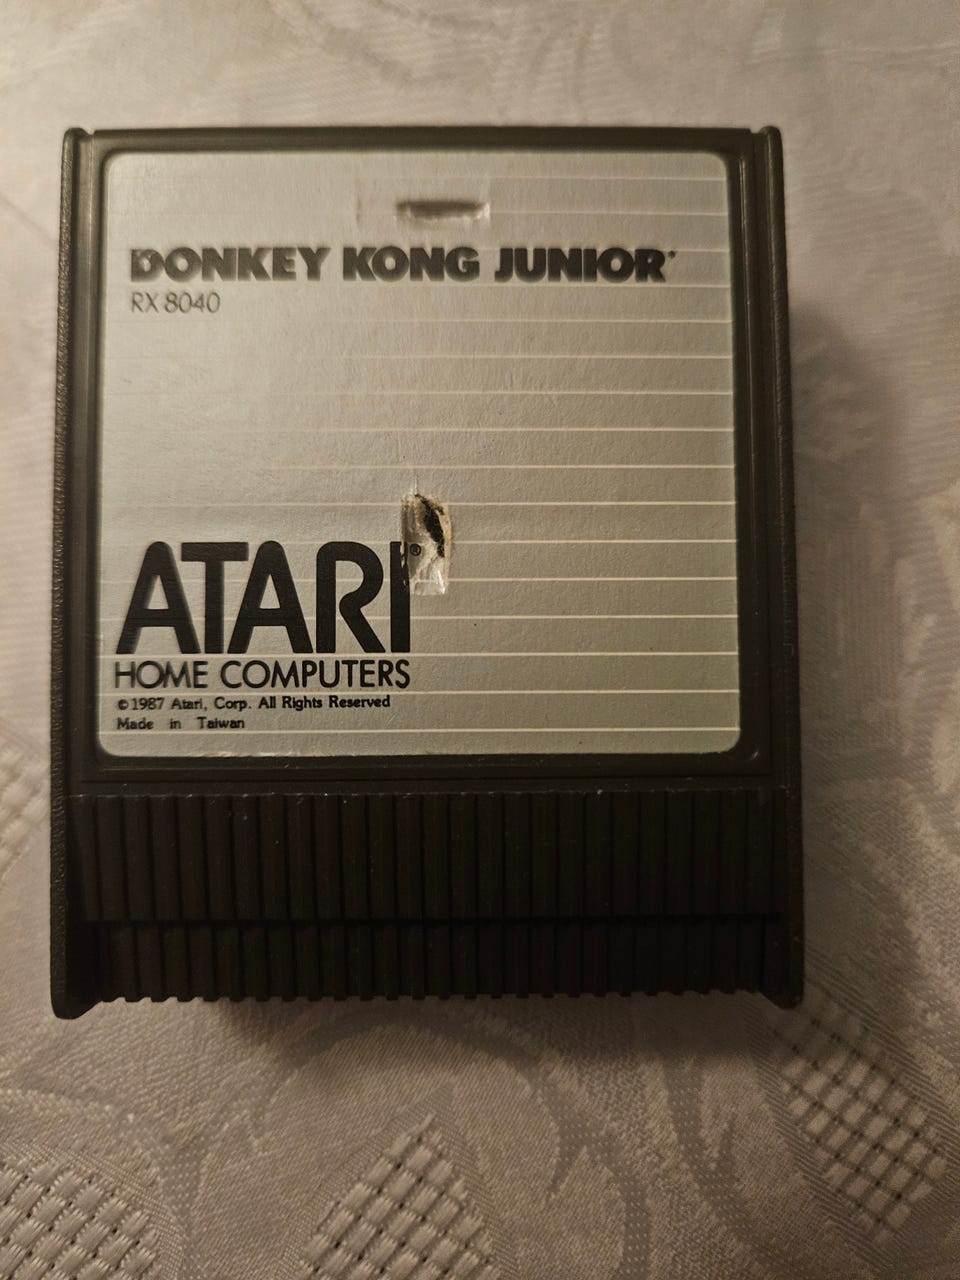 DONKEY KONG JUNIOR
RX 8040
ATARI®
HOME COMPUTERS
©1987 Atari, Corp. All Rights Reserved
Made in Taiwan